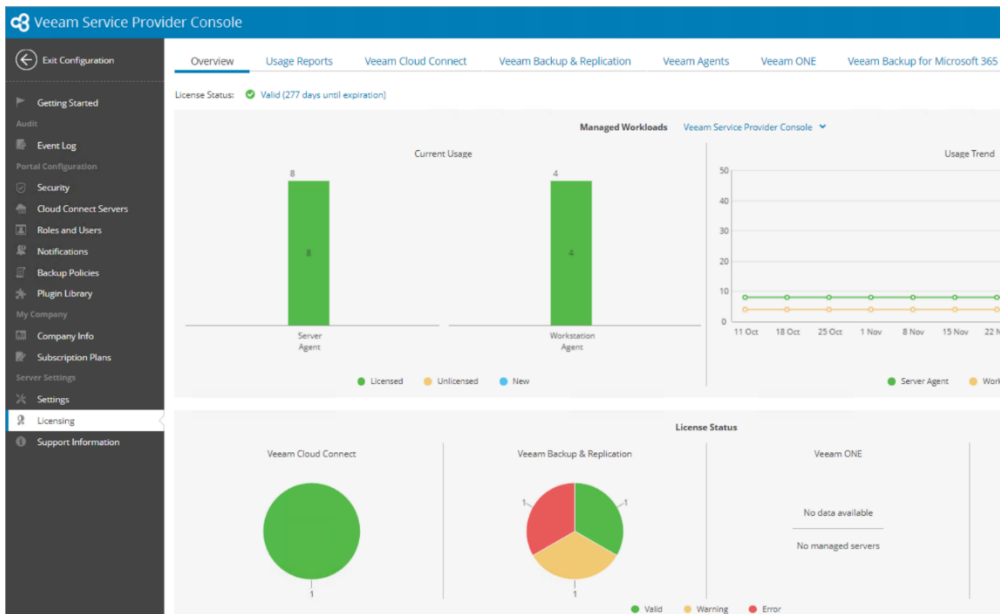 Veeam Service Provider Console
Exit Configuration
Getting Started
Audit
Event Log
Portal Configuration
Security
Cloud Connect Servers
Roles and Users
Notifications
Backup Policies
Plugin Library
My Company
Company Info
Subscription Plans
Server Settings
Settings
Licensing
Support Information
Overview Usage Reports Veeam Cloud Connect Veeam Backup & Replication Veeam Agents Veeam ONE Veeam Backup for Microsoft 365
License Status: Valid (277 days until expiration)
Managed Workloads Veeam Service Provider Console
Current Usage
8
8
Server
Agent
4
4
Workstation
Agent
Licensed Unlicensed New
Usage Trend
50
40
30
20
10
0
11 Oct 18 Oct 25 Oct 1 Nov 8 Nov 15 Nov 22 N
Server Agent Work
License Status
Veeam Cloud Connect
1
Veeam Backup & Replication
1 1
1
Veeam ONE
No data available
No managed servers
Valid Warning Error